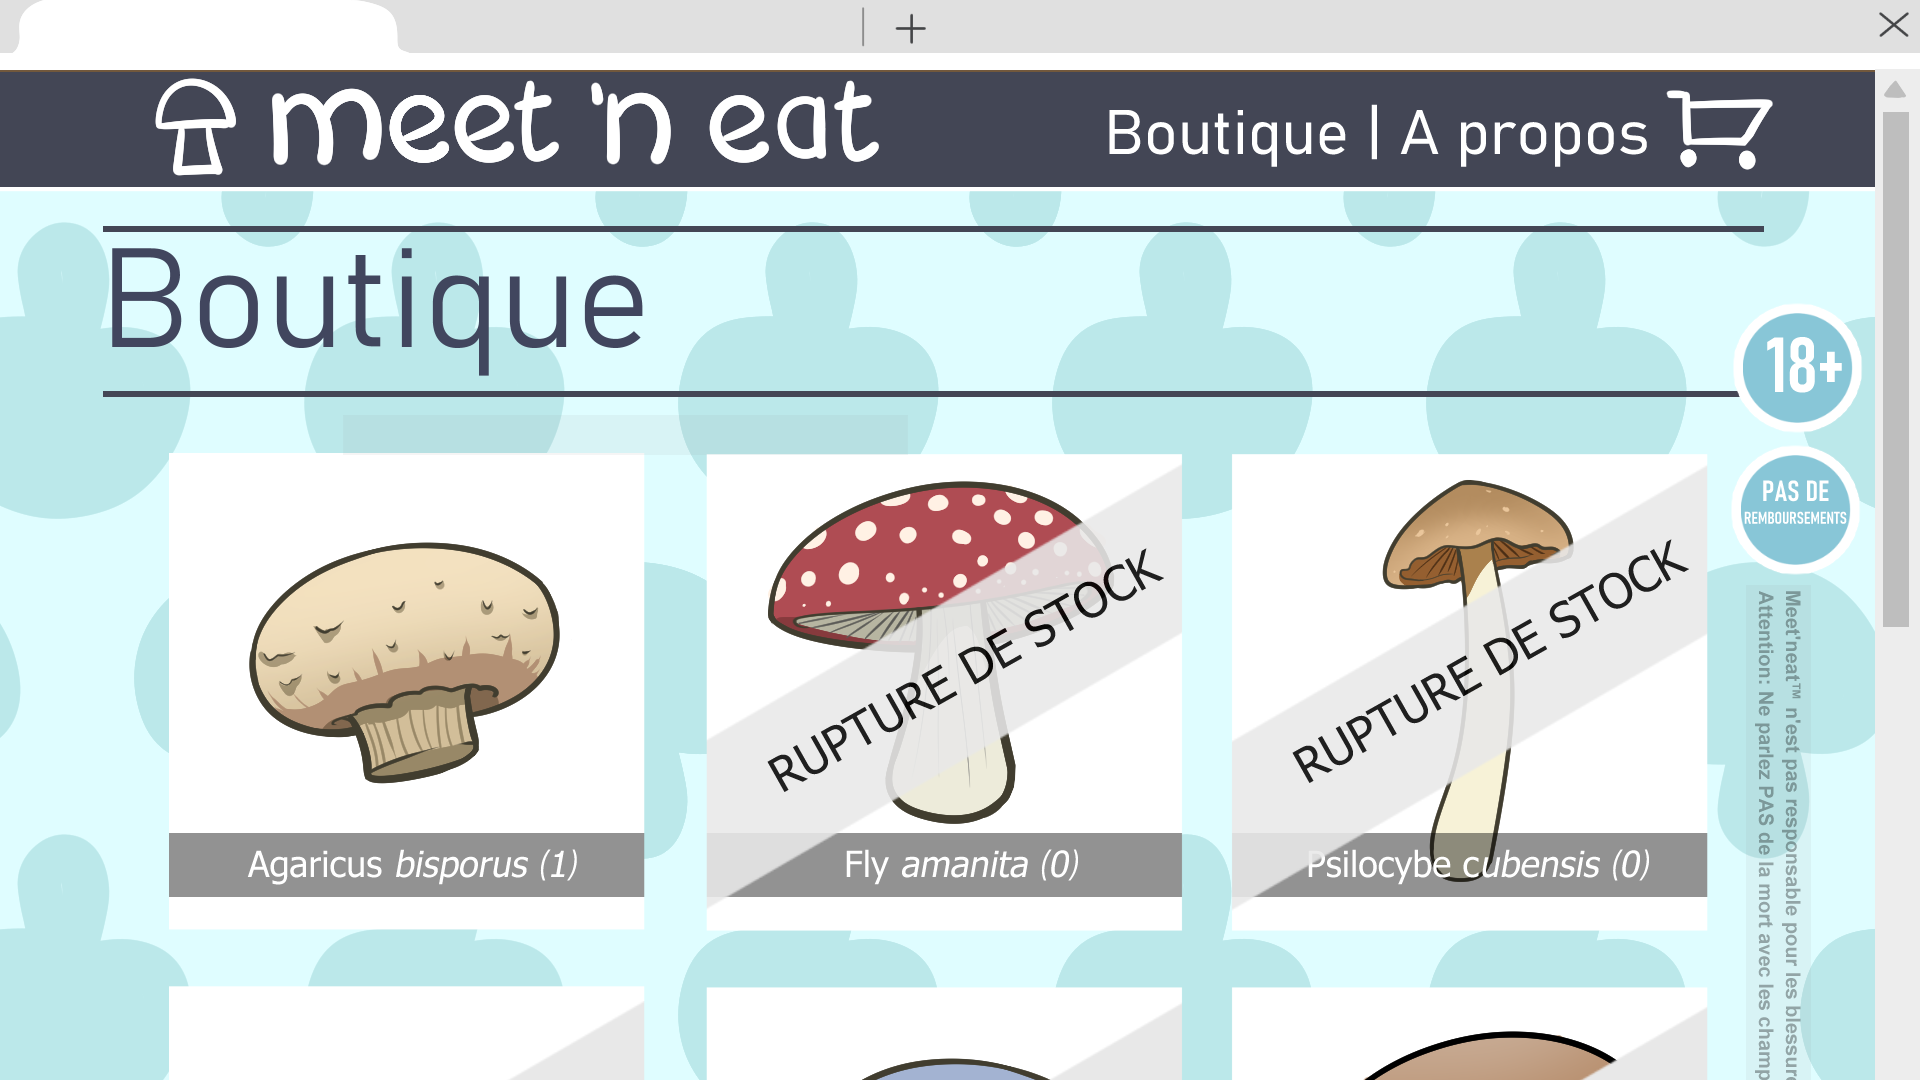 meet 'n eat
Boutique | A propos
Boutique
18+
PAS DE
REMBOURSEMENTS
RUPTURE DE STOCK
RUPTURE DE STOCK
Agaricus bisporus (1)
Fly amanita (0)
Psilocybe cubensis (0)
Meet'neat™ n'est pas responsable pour les blessur
Attention: Ne parlez PAS de la mort avec les champ